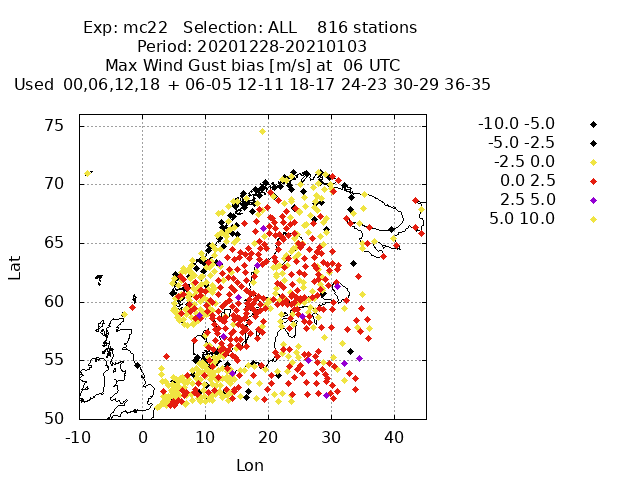 Exp: mc22 Selection: ALL 816 stations
Period: 20201228-20210103
Max Wind Gust bias [m/s] at 06 UTC
Used 00,06,12,18 + 06-05 12-11 18-17 24-23 30-29 36-35
-10.0 -5.0
-5.0 -2.5
-2.5 0.0
0.0 2.5
2.5 5.0
5.0 10.0
75
70
65
60
55
50
Lat
-10 0 10 20 30 40
Lon